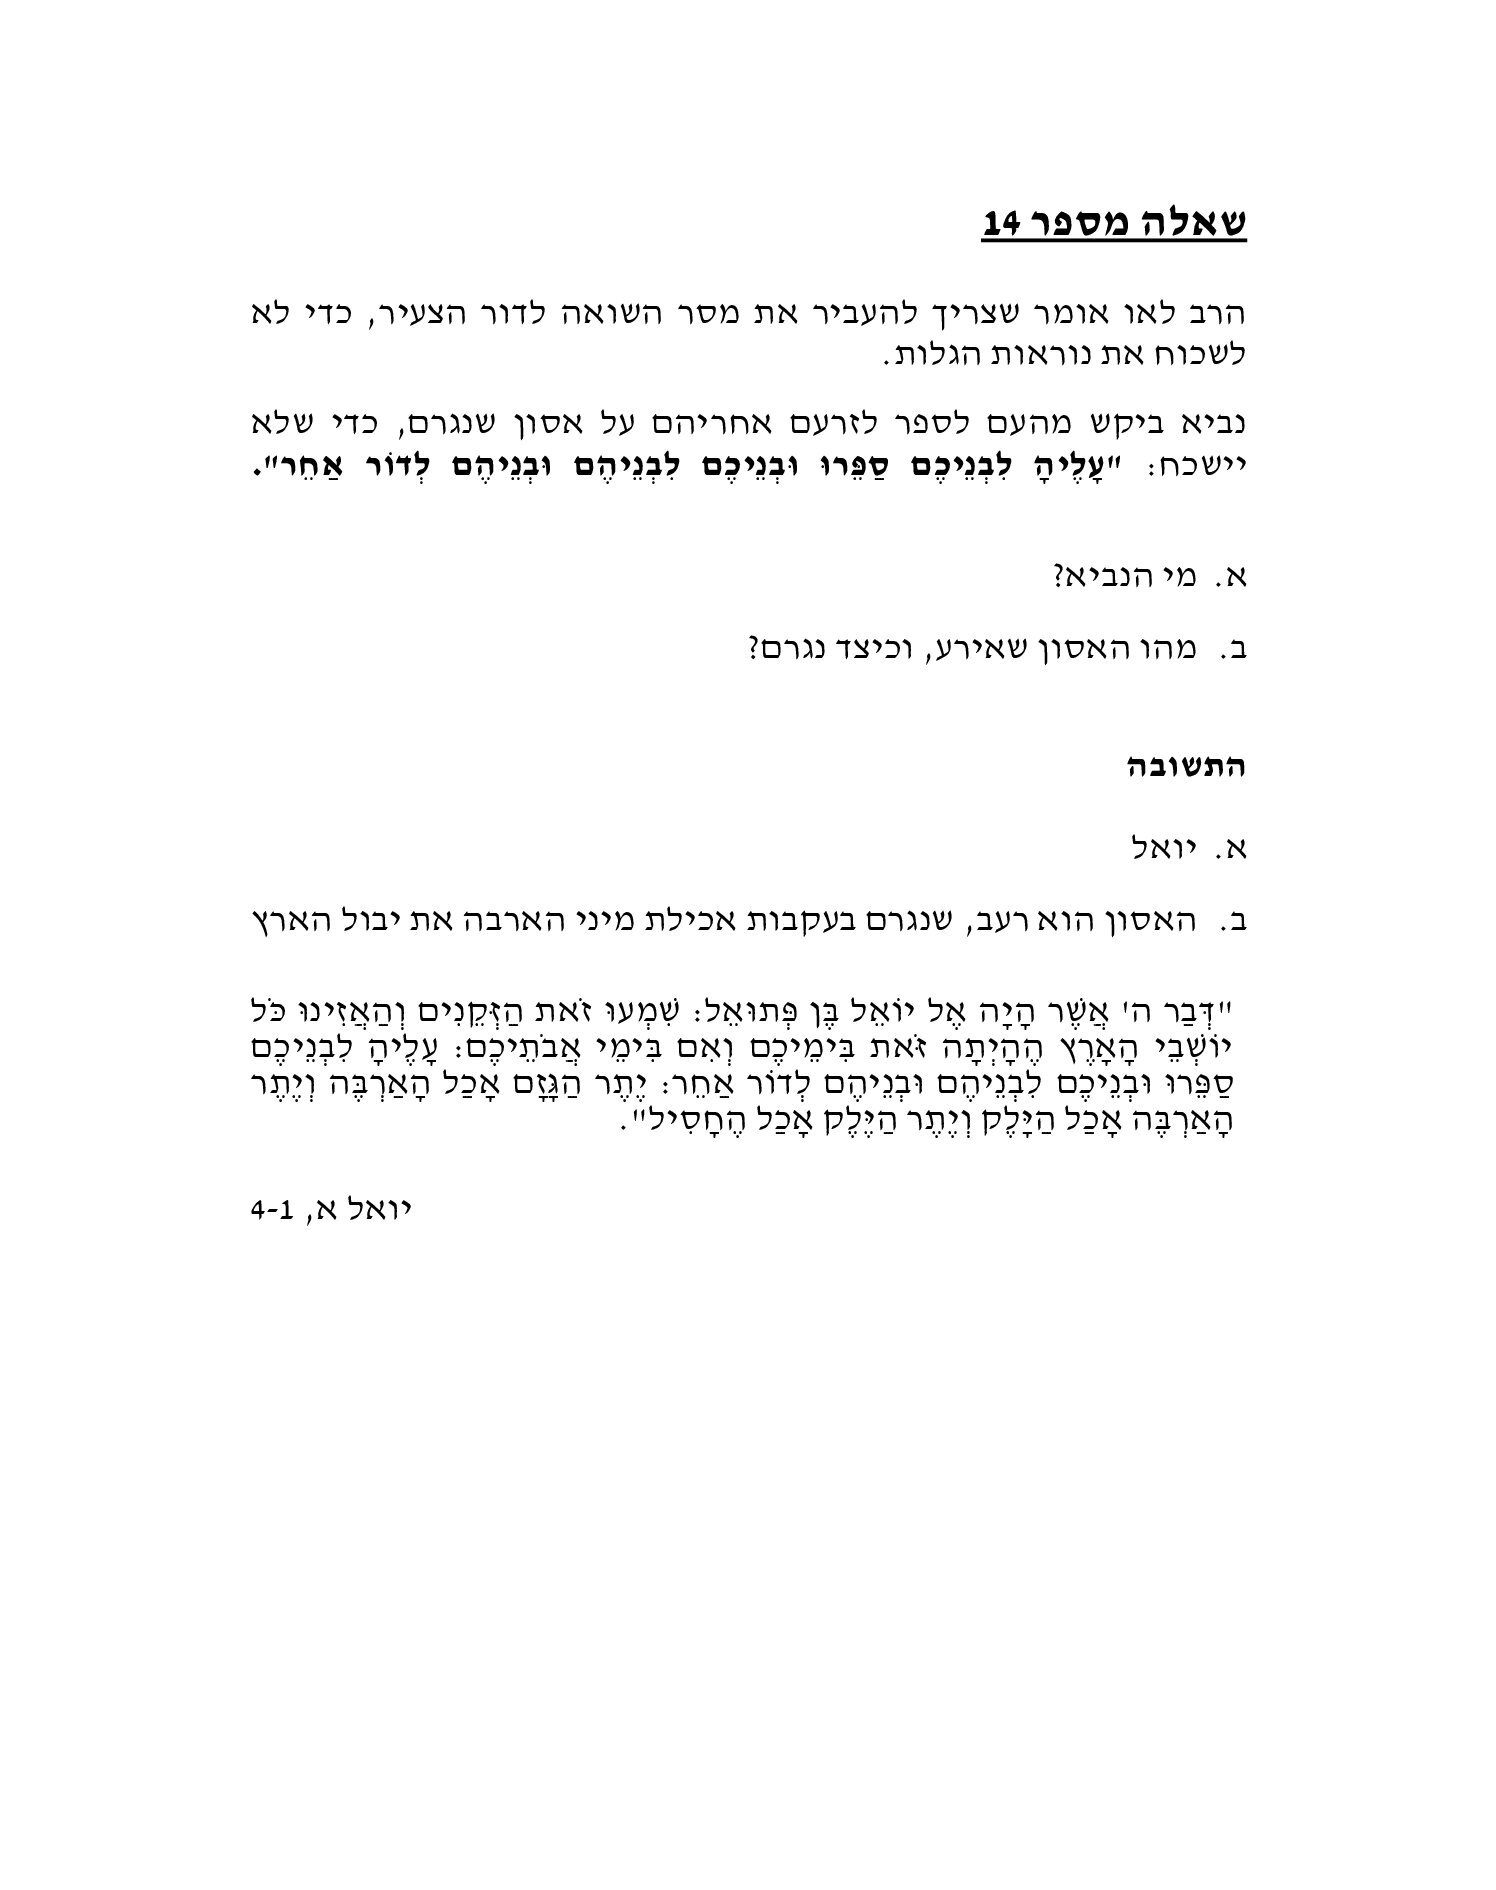 שאלה מספר 14
הרב לאו אומר שצריך להעביר את מסר השואה לדור הצעיר, כדי לא
לשכוח את נוראות הגלות.
נביא ביקש מהעם לספר לזרעם אחריהם על אסון שנגרם, כדי שלא
יישכח: "עָלֶיהָ לִבְנֵיכֶם סַפֵּרוּ וּבְנֵיכֶם לִבְנֵיהֶם וּבְנֵיהֶם לְדוֹר אַחֵר".
א. מי הנביא?
ב. מהו האסון שאירע, וכיצד נגרם?
התשובה
א. יואל
ב. האסון הוא רעב, שנגרם בעקבות אכילת מיני הארבה את יבול הארץ
"דְּבַר ה' אֲשֶׁר הָיָה אֶל יוֹאֵל בֶּן פְּתוּאֵל: שִׁמְעוּ זֹאת הַזְּקֵנִים וְהַאֲזִינוּ כֹּל
יוֹשְׁבֵי הָאָרֶץ הֶהָיְתָה זֹּאת בִּימֵיכֶם וְאִם בִּימֵי אֲבֹתֵיכֶם: עָלֶיהָ לִבְנֵיכֶם
סַפֵּרוּ וּבְנֵיכֶם לִבְנֵיהֶם וּבְנֵיהֶם לְדוֹר אַחֵר: יֶתֶר הַגָּזָם אָכַל הָאַרְבֶּה וְיֶתֶר
הָאַרְבֶּה אָכַל הַיָּלֶק וְיֶתֶר הַיֶּלֶק אָכַל הֶחָסִיל".
יואל א, 4-1